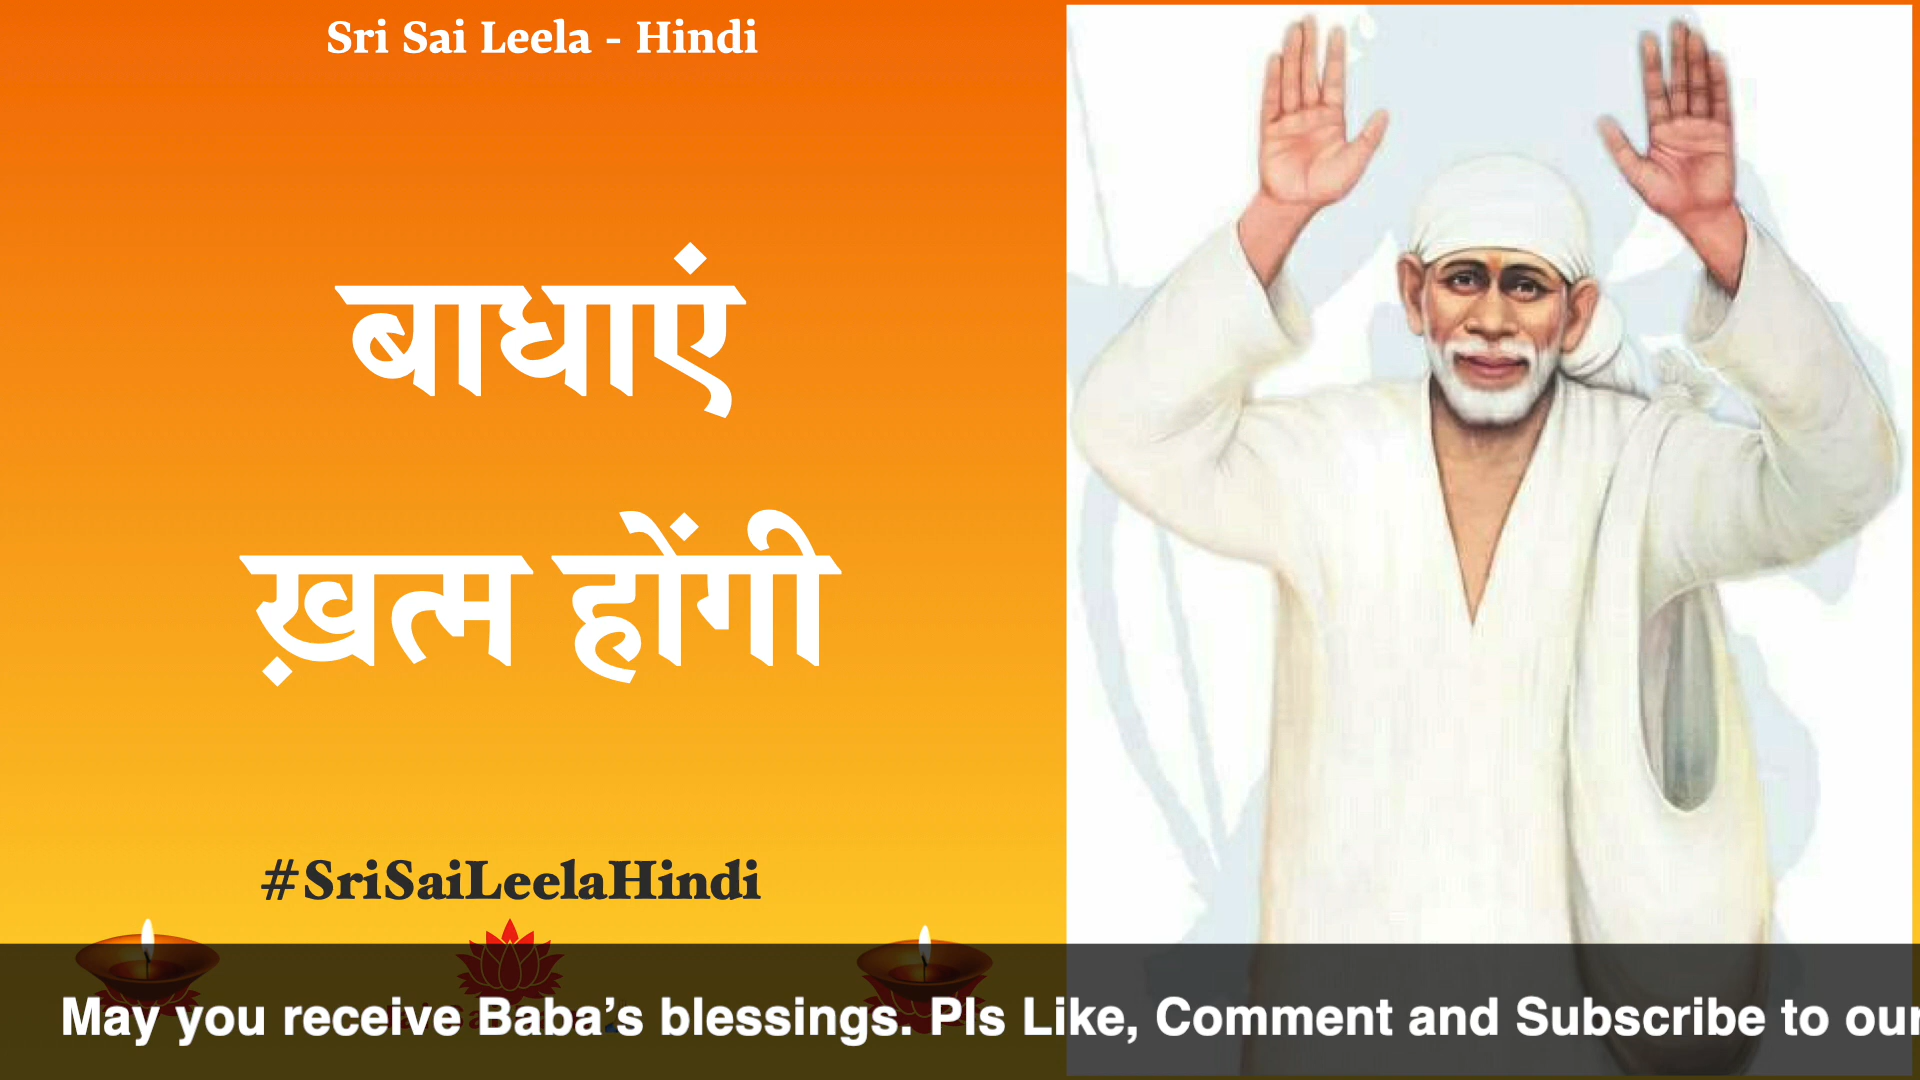 Sri Sai Leela - Hindi
बाधाएं
ख़त्म होंगी
#SriSaiLeelaHindi
May you receive Baba’s blessings. Pls Like, Comment and Subscribe to our